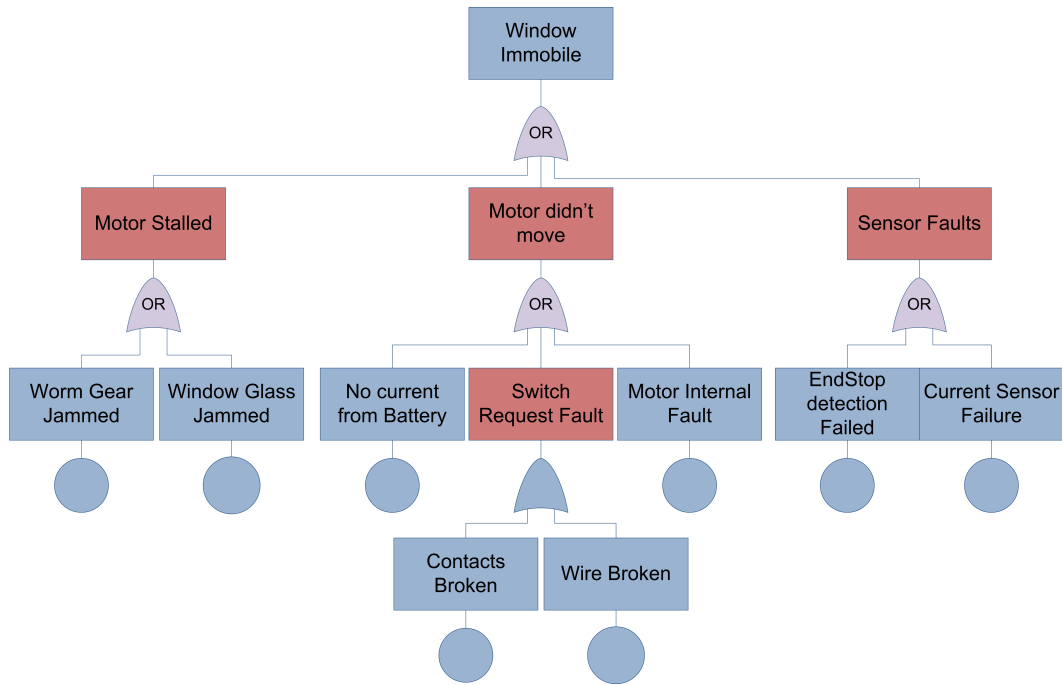 Window
Immobile
OR
Motor Stalled
Motor didn’t
move
Sensor Faults
OR
OR
OR
Worm Gear
Jammed
Window Glass
Jammed
No current
from Battery
Switch
Request Fault
Motor Internal
Fault
EndStop
detection
Failed
Current Sensor
Failure
Contacts
Broken
Wire Broken